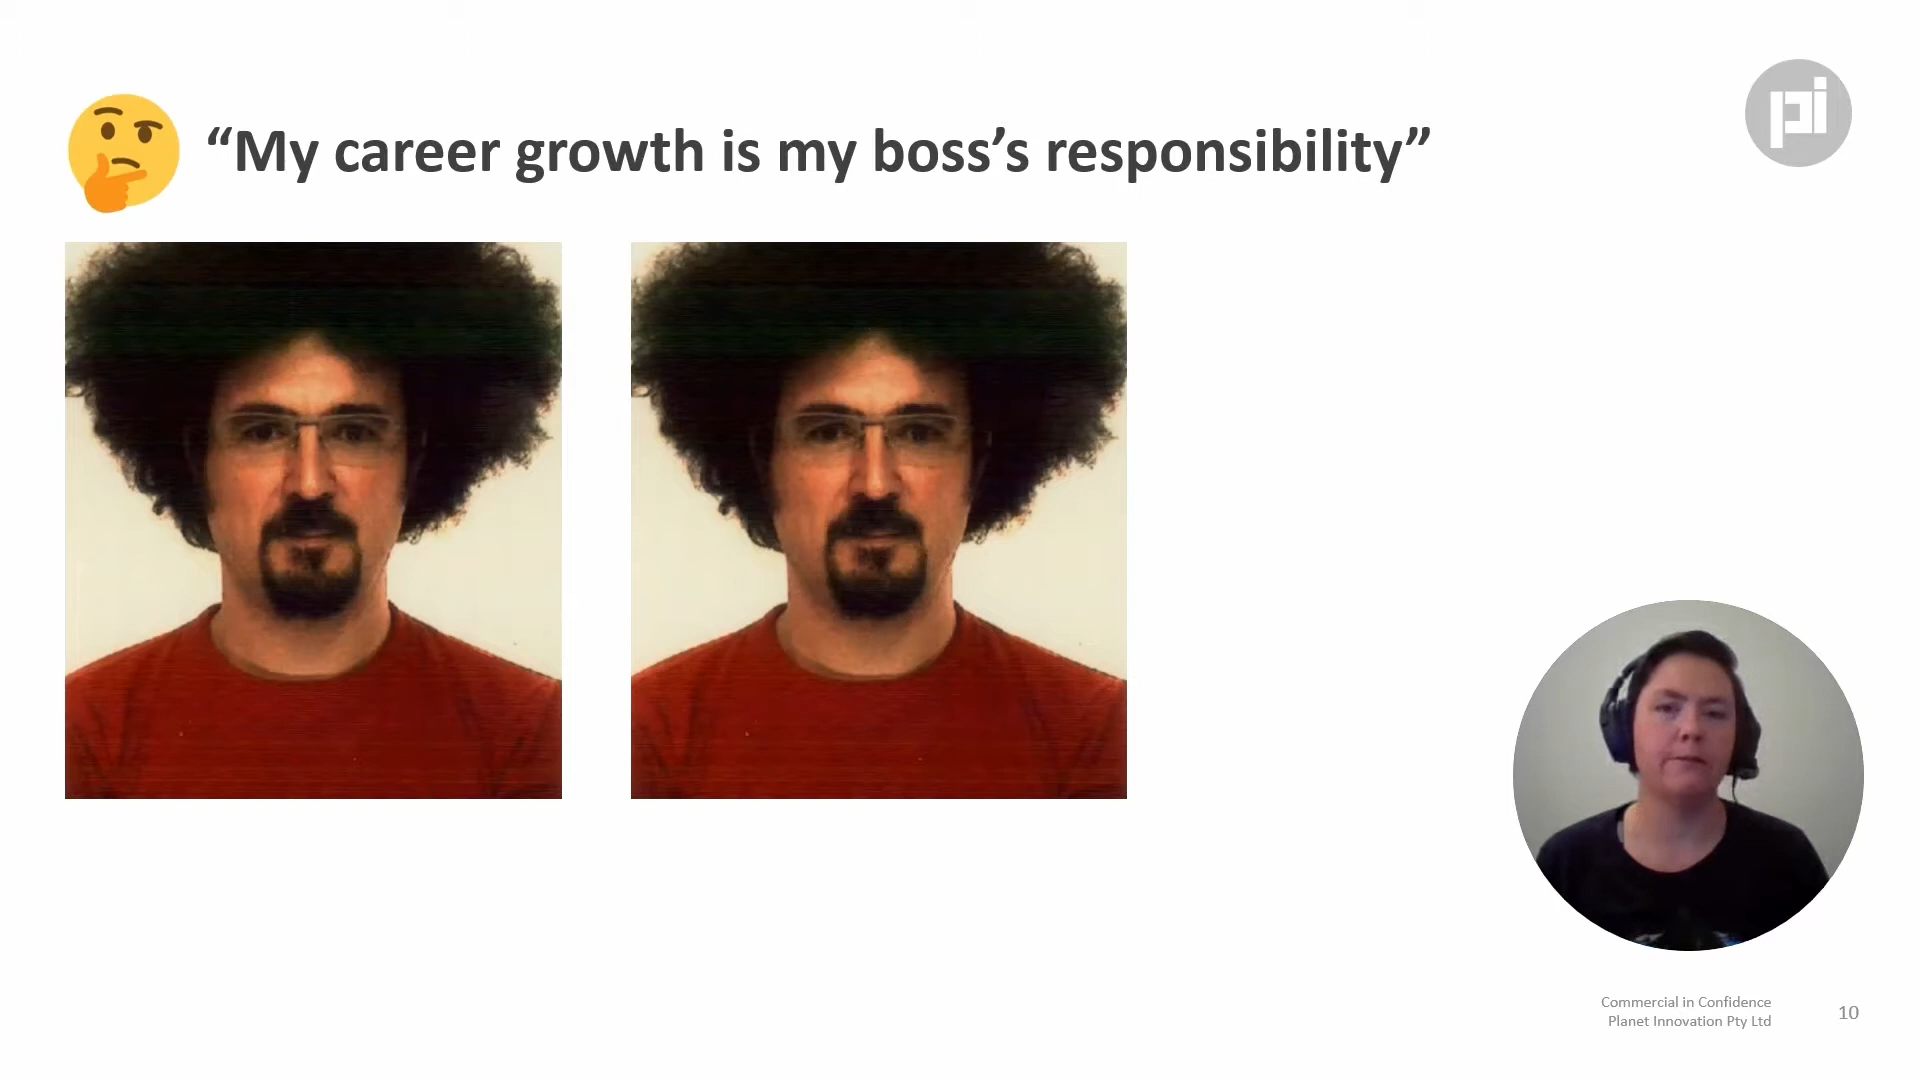 “My career growth is my boss’s responsibility”
pi
Commercial in Confidence
Planet Innovation Pty Ltd
10